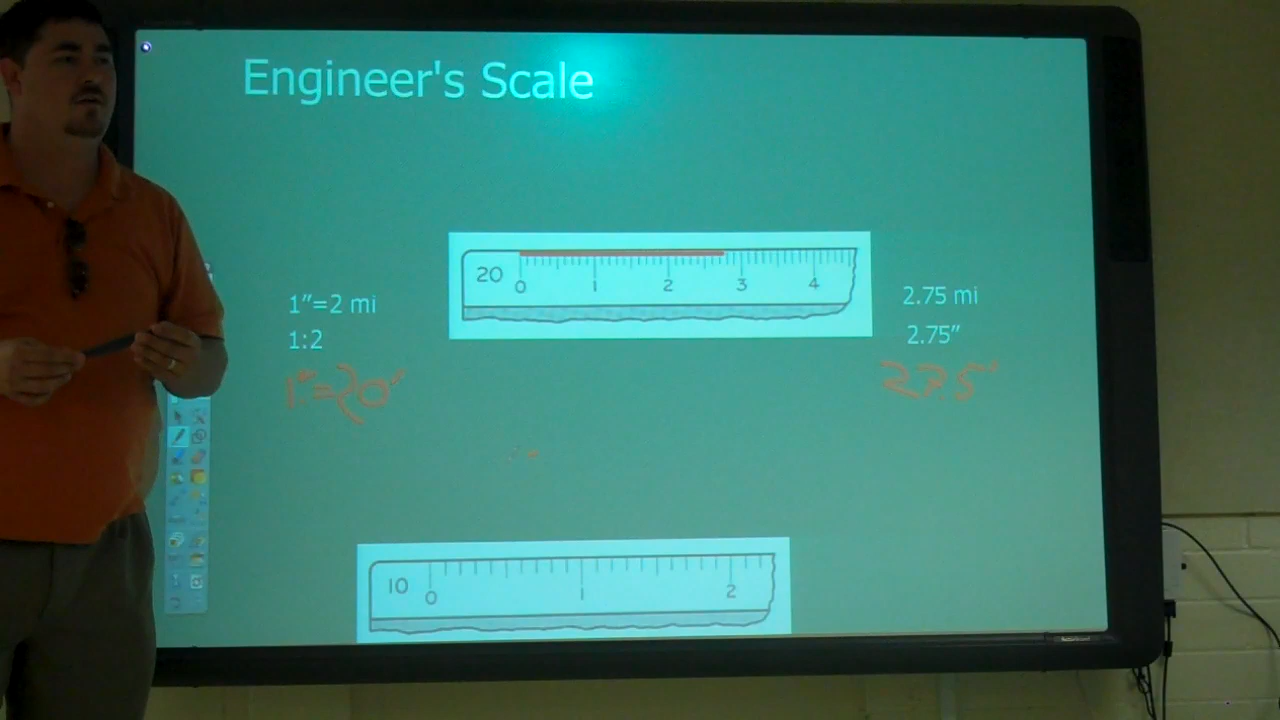 Engineer's Scale
20
0 1 2 3 4
1"=2 mi
1:2
1"=20'
2.75 mi
2.75"
27.5'
10
0 1 2